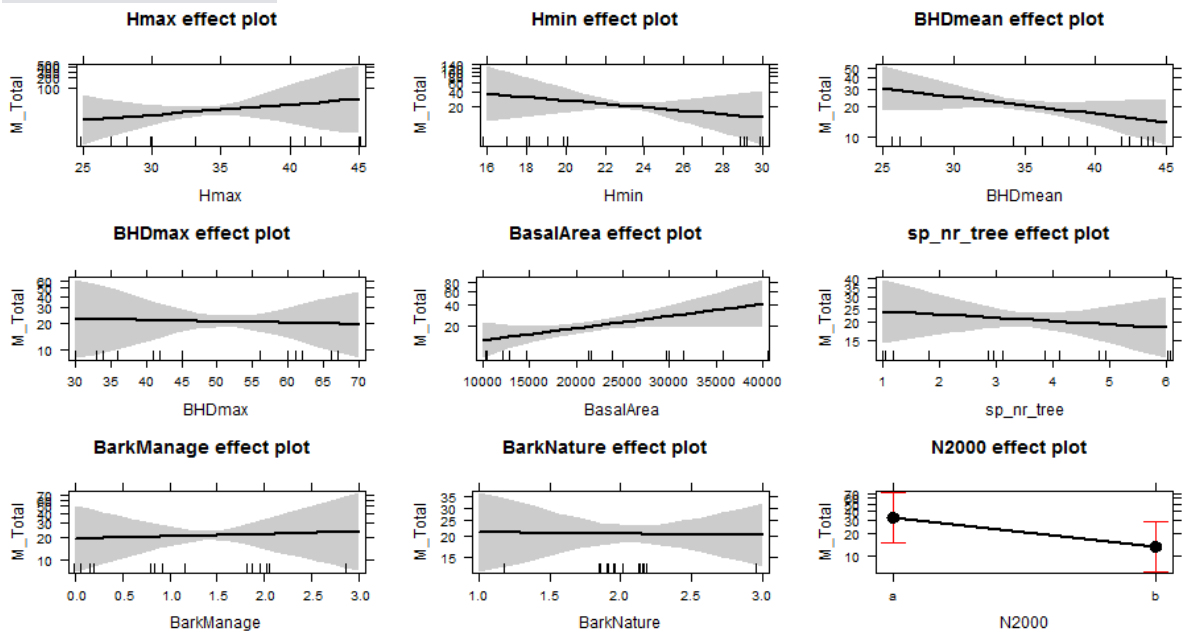 Hmax effect plot
M_Total
500
100
25 30 35 40 45
Hmax
Hmin effect plot
M_Total
140
40
20
16 18 20 22 24 26 28 30
Hmin
BHDmean effect plot
M_Total
50
40
30
20
10
25 30 35 40 45
BHDmean
BHDmax effect plot
M_Total
60
50
40
30
20
10
30 35 40 45 50 55 60 65 70
BHDmax
BasalArea effect plot
M_Total
80
60
40
20
10000 15000 20000 25000 30000 35000 40000
BasalArea
sp_nr_tree effect plot
M_Total
40
35
30
25
20
15
1 2 3 4 5 6
sp_nr_tree
BarkManage effect plot
M_Total
70
40
30
20
10
0.0 0.5 1.0 1.5 2.0 2.5 3.0
BarkManage
BarkNature effect plot
M_Total
35
30
25
20
15
1.0 1.5 2.0 2.5 3.0
BarkNature
N2000 effect plot
M_Total
70
30
20
10
a b
N2000